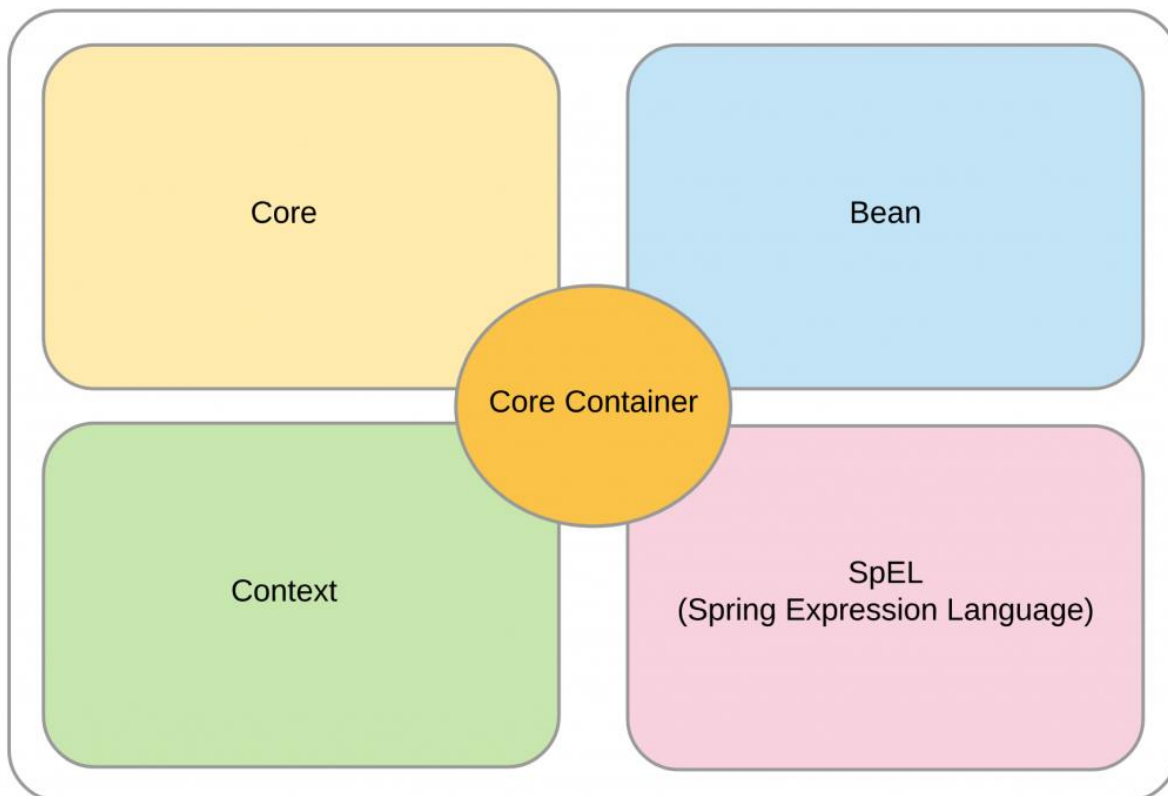 Core
Bean
Core Container
Context
SpEL
(Spring Expression Language)